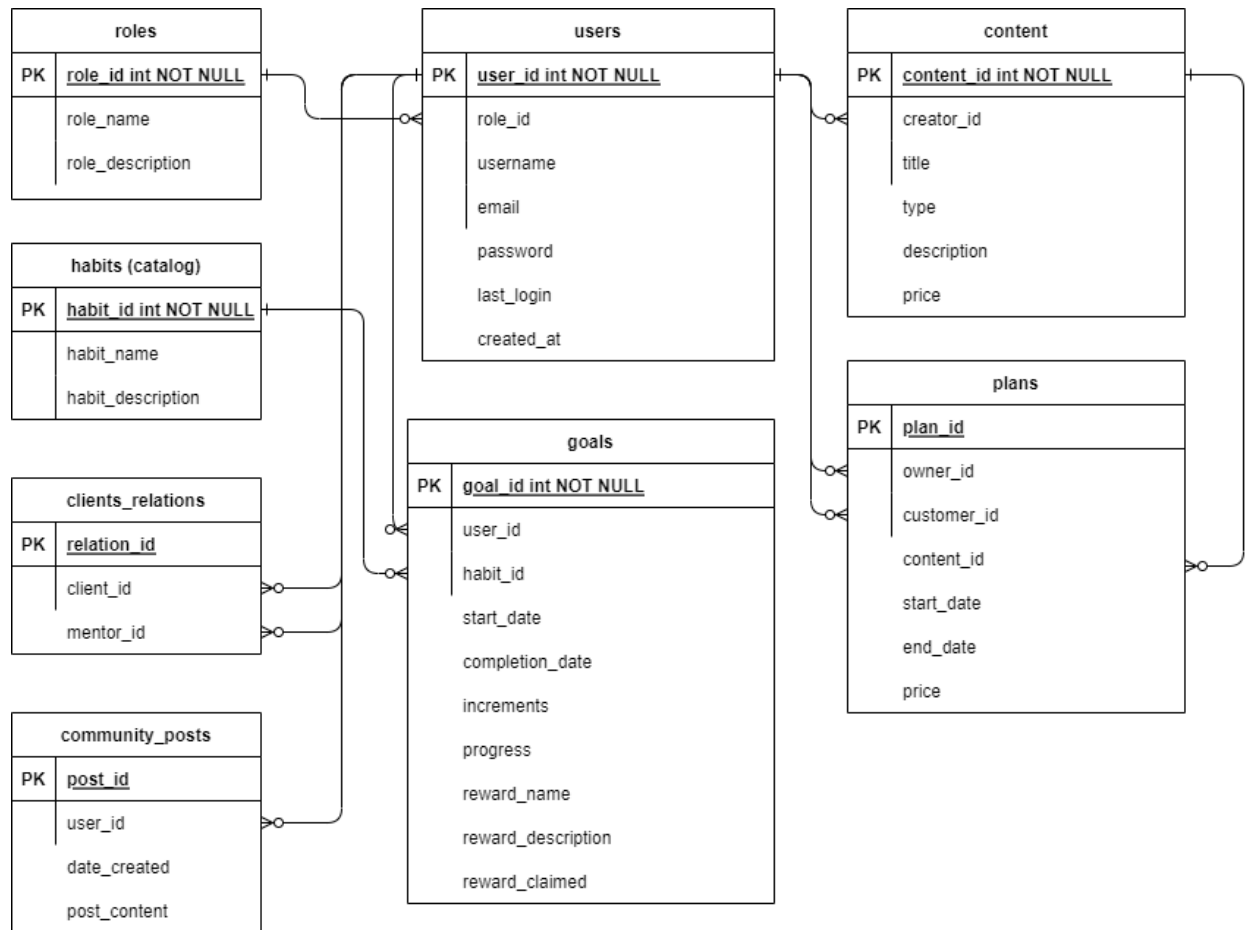 roles
PK role_id int NOT NULL
role_name
role_description
users
PK user_id int NOT NULL
role_id
username
email
password
last_login
created_at
content
PK content_id int NOT NULL
creator_id
title
type
description
price
habits (catalog)
PK habit_id int NOT NULL
habit_name
habit_description
goals
PK goal_id int NOT NULL
user_id
habit_id
start_date
completion_date
increments
progress
reward_name
reward_description
reward_claimed
plans
PK plan_id
owner_id
customer_id
content_id
start_date
end_date
price
clients_relations
PK relation_id
client_id
mentor_id
community_posts
PK post_id
user_id
date_created
post_content